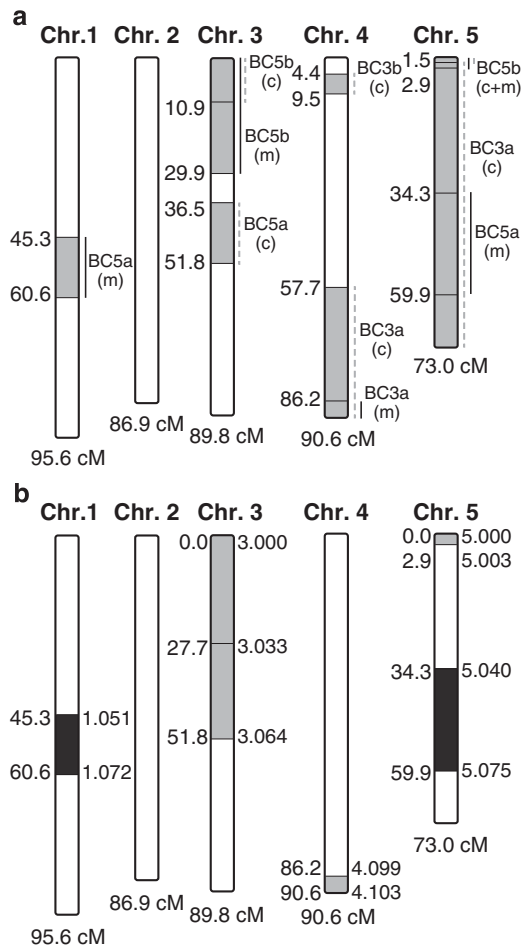 a
Chr.1 Chr. 2 Chr. 3 Chr. 4 Chr. 5
BC5b
(c)
10.9
BC5b
(m)
29.9
36.5
BC5a
(c)
51.8
45.3
BC5a
(m)
60.6
4.4
BC3b
(c)
9.5
57.7
BC3a
(c)
86.2
BC3a
(m)
1.5
BC5b
(c+m)
2.9
BC3a
(c)
34.3
BC5a
(m)
59.9
95.6 cM
86.9 cM
89.8 cM
90.6 cM
73.0 cM
b
Chr.1 Chr. 2 Chr. 3 Chr. 4 Chr. 5
45.3 1.051
60.6 1.072
0.0 3.000
27.7 3.033
51.8 3.064
86.2 4.099
90.6 4.103
0.0 5.000
2.9 5.003
34.3 5.040
59.9 5.075
95.6 cM
86.9 cM
89.8 cM
90.6 cM
73.0 cM